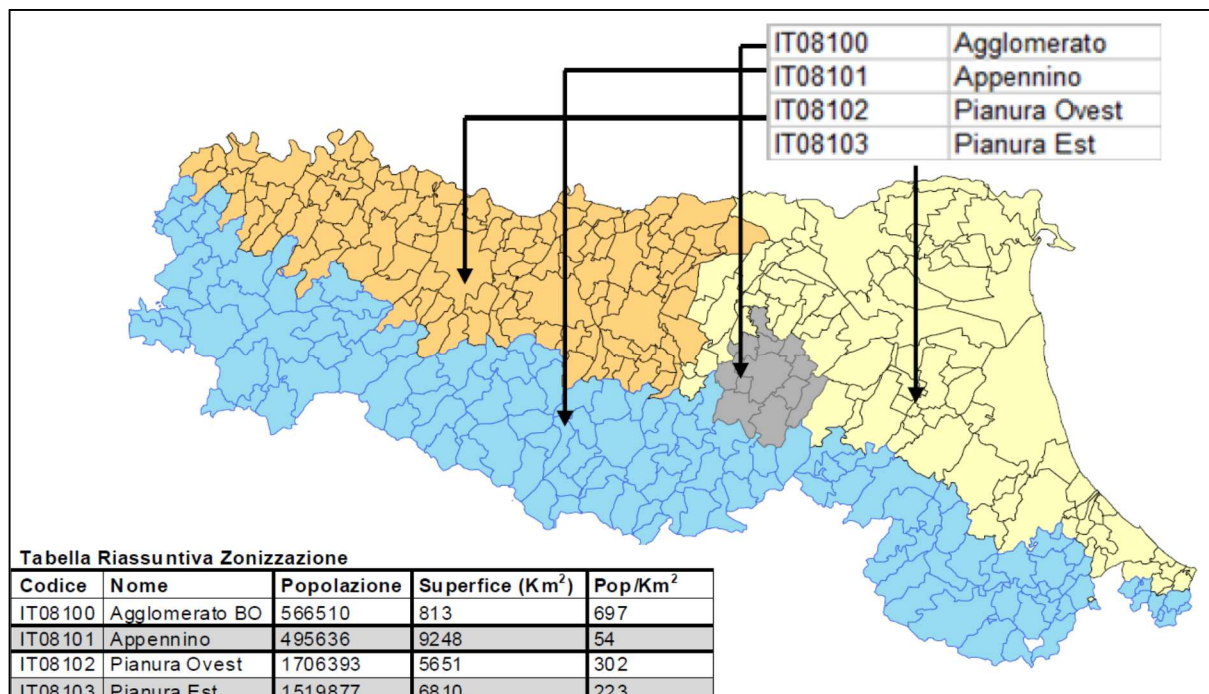 IT08100 Agglomerato
IT08101 Appennino
IT08102 Pianura Ovest
IT08103 Pianura Est
Tabella Riassuntiva Zonizzazione
Codice Nome Popolazione Superfice (Km²) Pop/Km²
IT08100 Agglomerato BO 566510 813 697
IT08101 Appennino 495636 9248 54
IT08102 Pianura Ovest 1706393 5651 302
IT08103 Pianura Est 1519877 6810 223